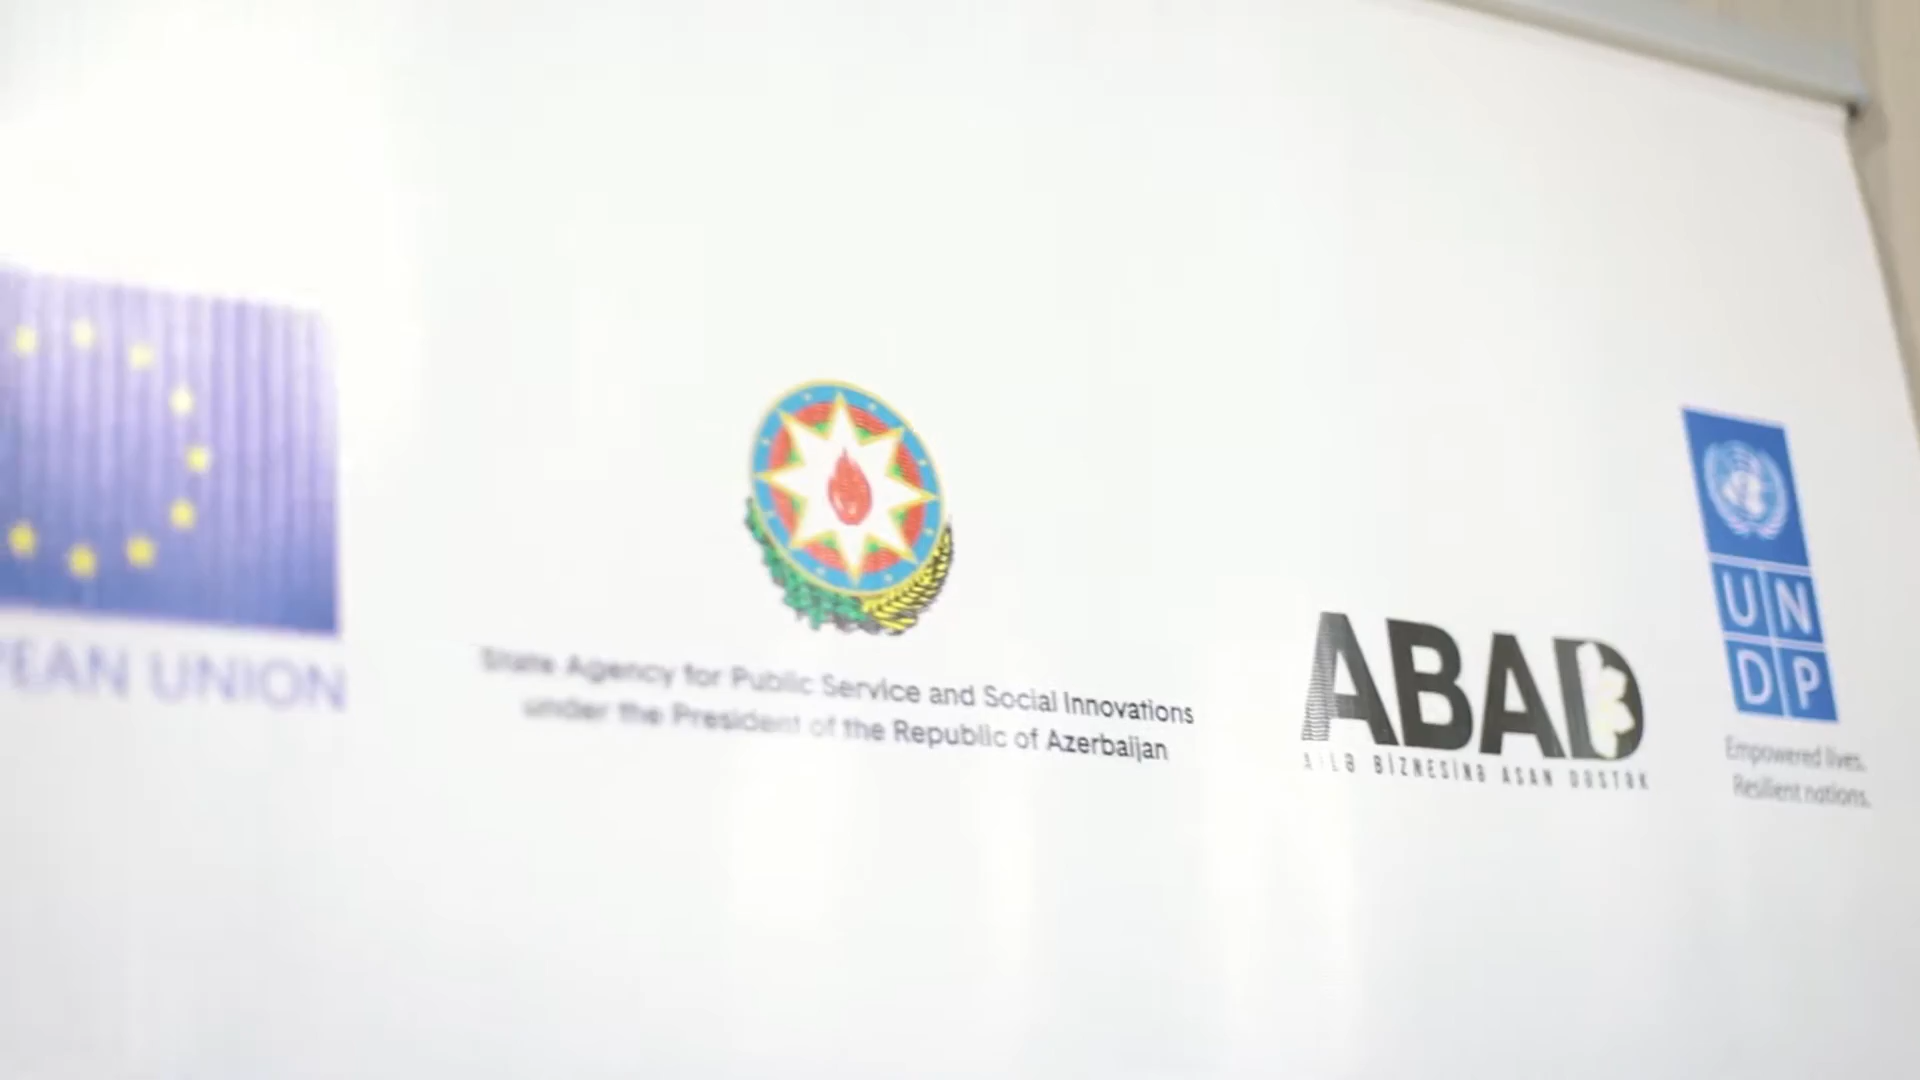 PEAN UNION
State Agency for Public Service and Social Innovations
under the President of the Republic of Azerbaijan
ABAD
AİLƏ BİZNESİNƏ ASAN DƏSTƏK
UN
DP
Empowered lives.
Resilient nations.